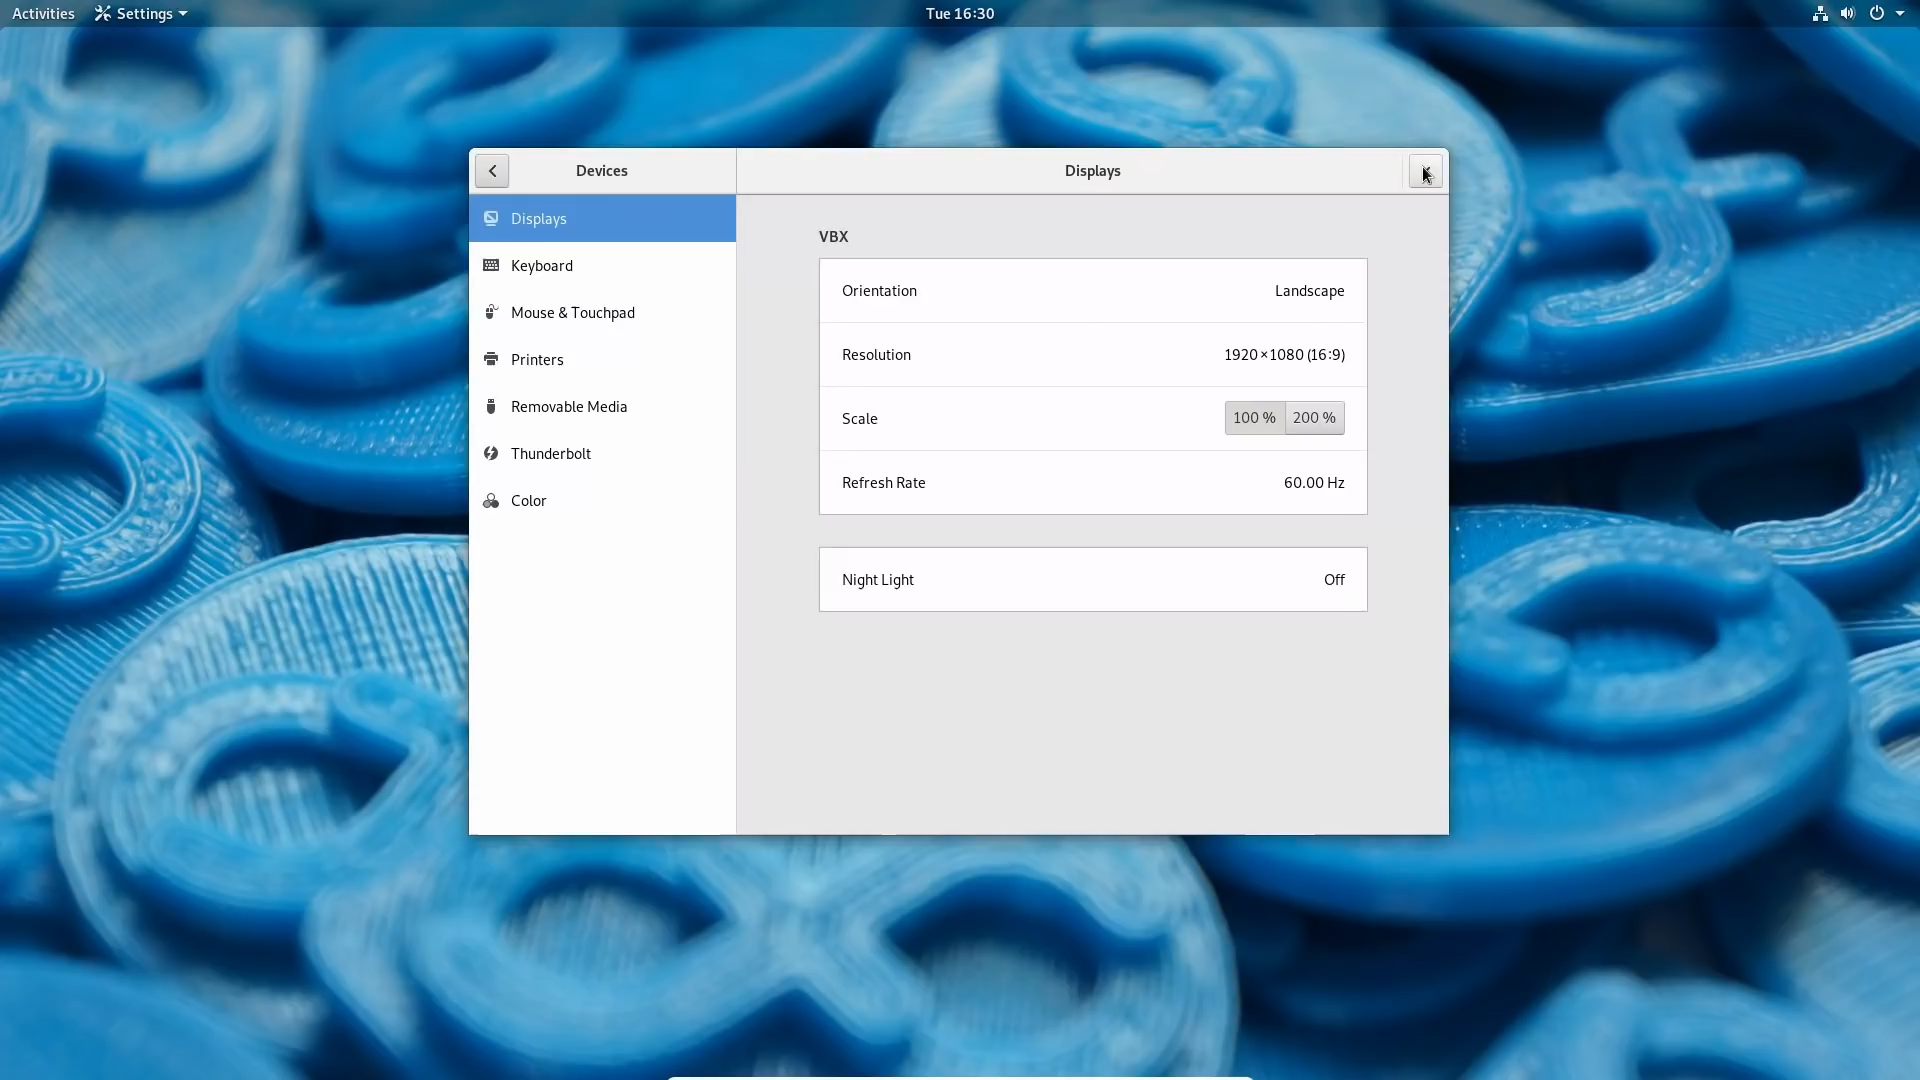 Activities
Settings
Tue 16:30
Devices
Displays
Displays
Keyboard
Mouse & Touchpad
Printers
Removable Media
Thunderbolt
Color
VBX
Orientation
Landscape
Resolution
1920×1080 (16:9)
Scale
100 %
200 %
Refresh Rate
60.00 Hz
Night Light
Off